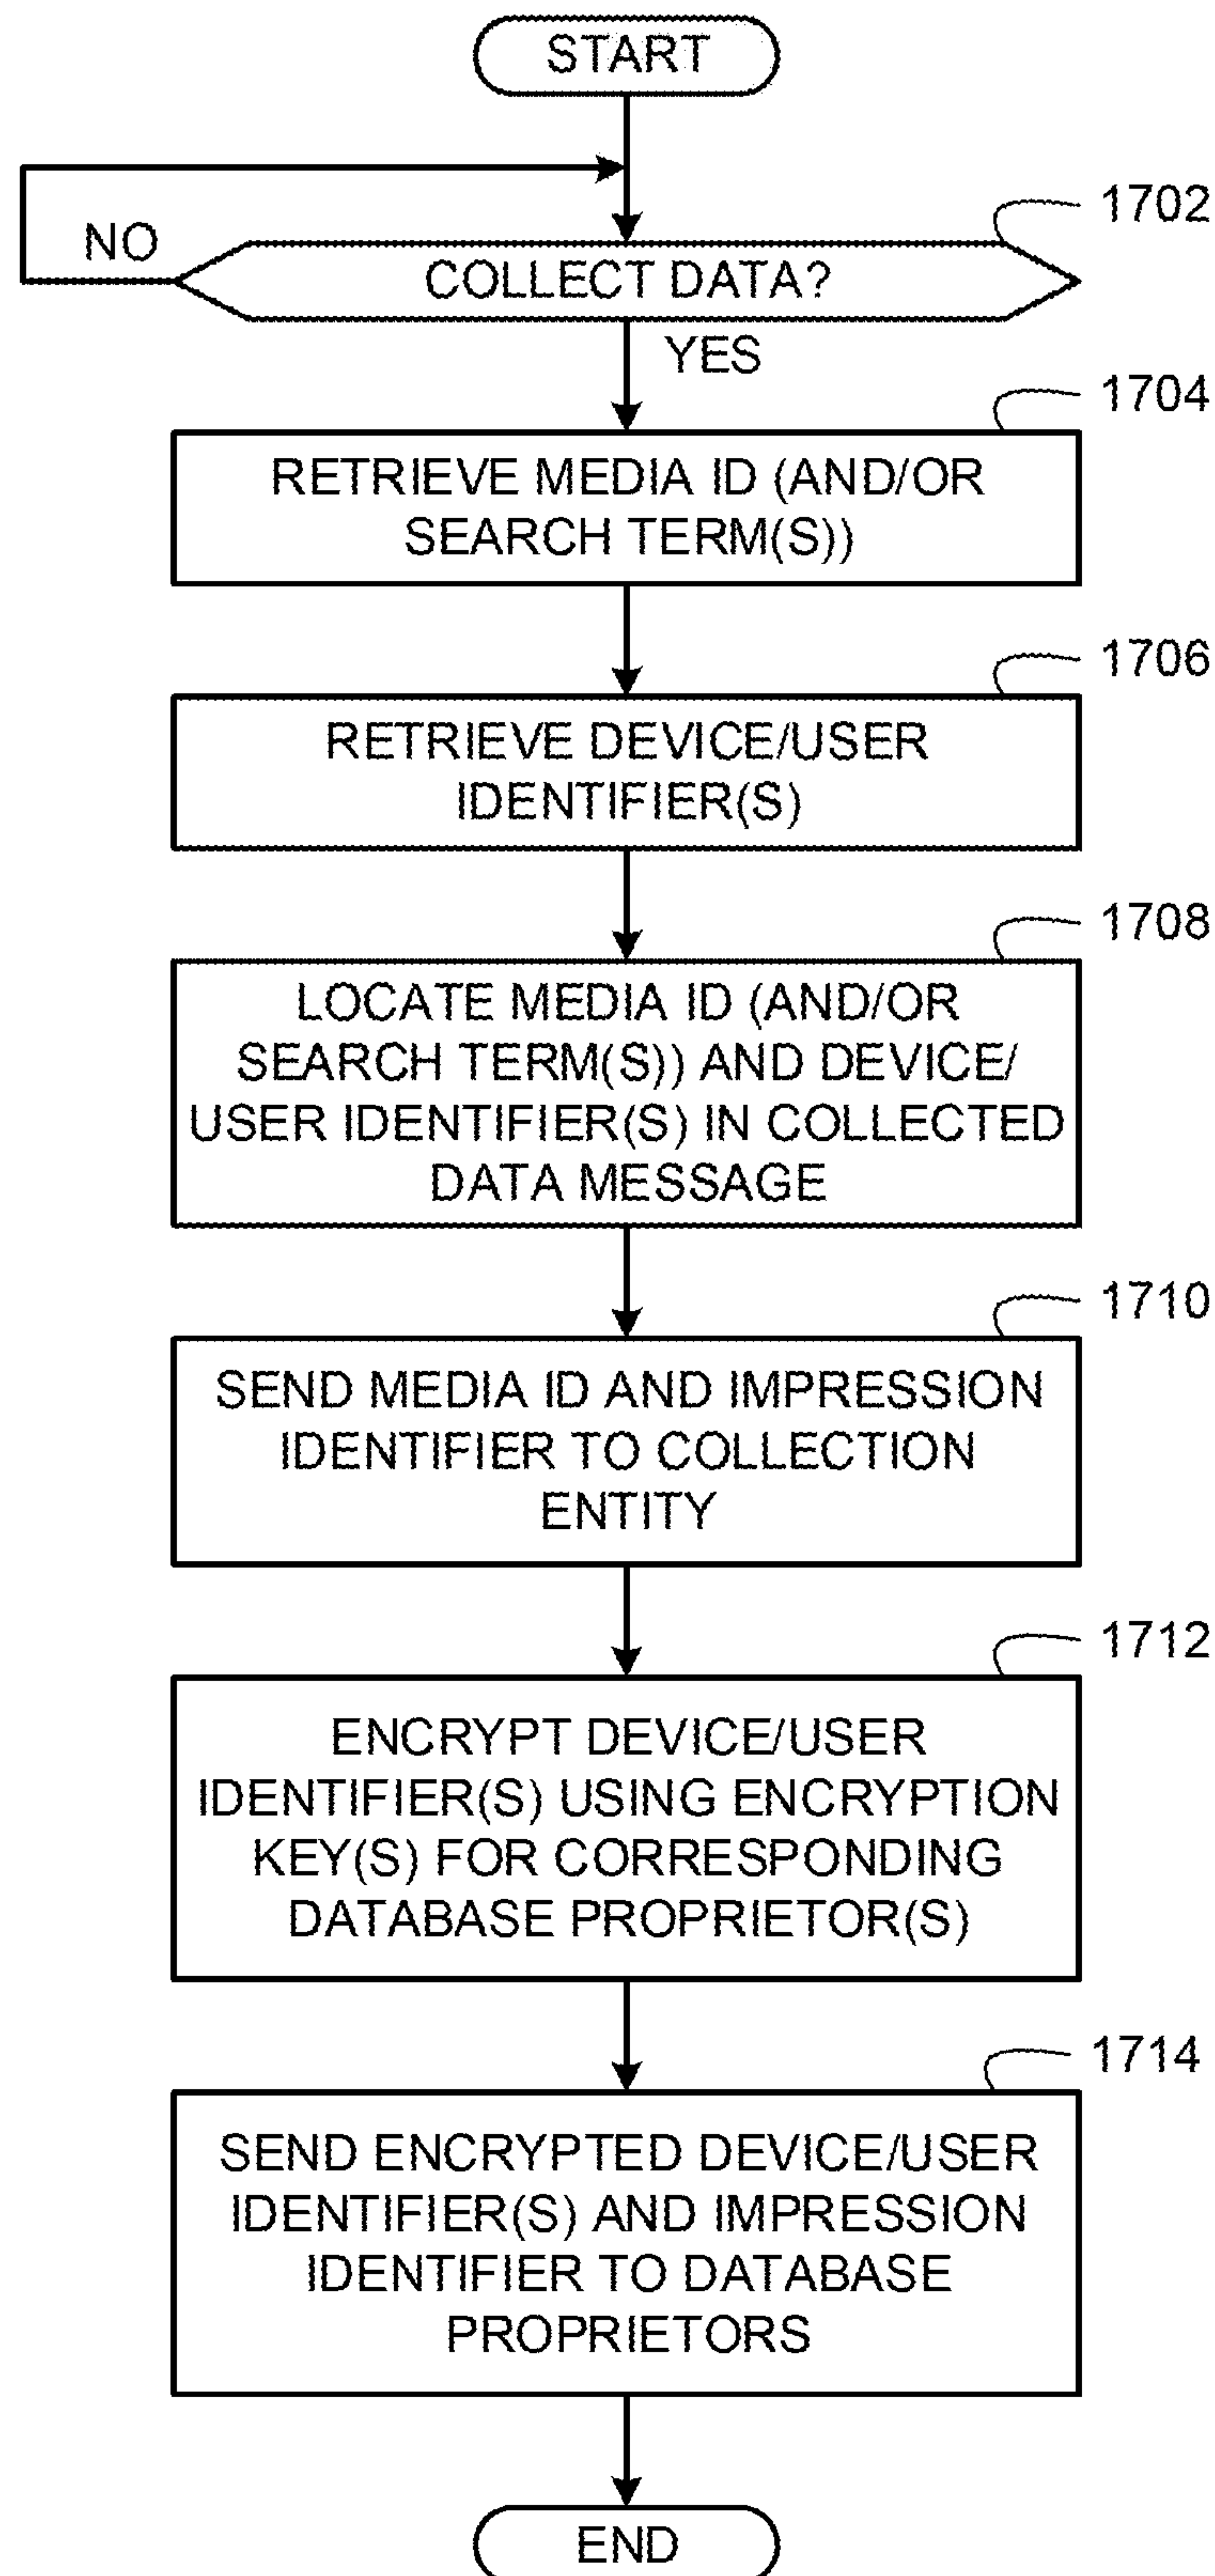 START
1702
NO
COLLECT DATA?
YES
1704
RETRIEVE MEDIA ID (AND/OR
SEARCH TERM(S))
1706
RETRIEVE DEVICE/USER
IDENTIFIER(S)
1708
LOCATE MEDIA ID (AND/OR
SEARCH TERM(S)) AND DEVICE/
USER IDENTIFIER(S) IN COLLECTED
DATA MESSAGE
1710
SEND MEDIA ID AND IMPRESSION
IDENTIFIER TO COLLECTION
ENTITY
1712
ENCRYPT DEVICE/USER
IDENTIFIER(S) USING ENCRYPTION
KEY(S) FOR CORRESPONDING
DATABASE PROPRIETOR(S)
1714
SEND ENCRYPTED DEVICE/USER
IDENTIFIER(S) AND IMPRESSION
IDENTIFIER TO DATABASE
PROPRIETORS
END